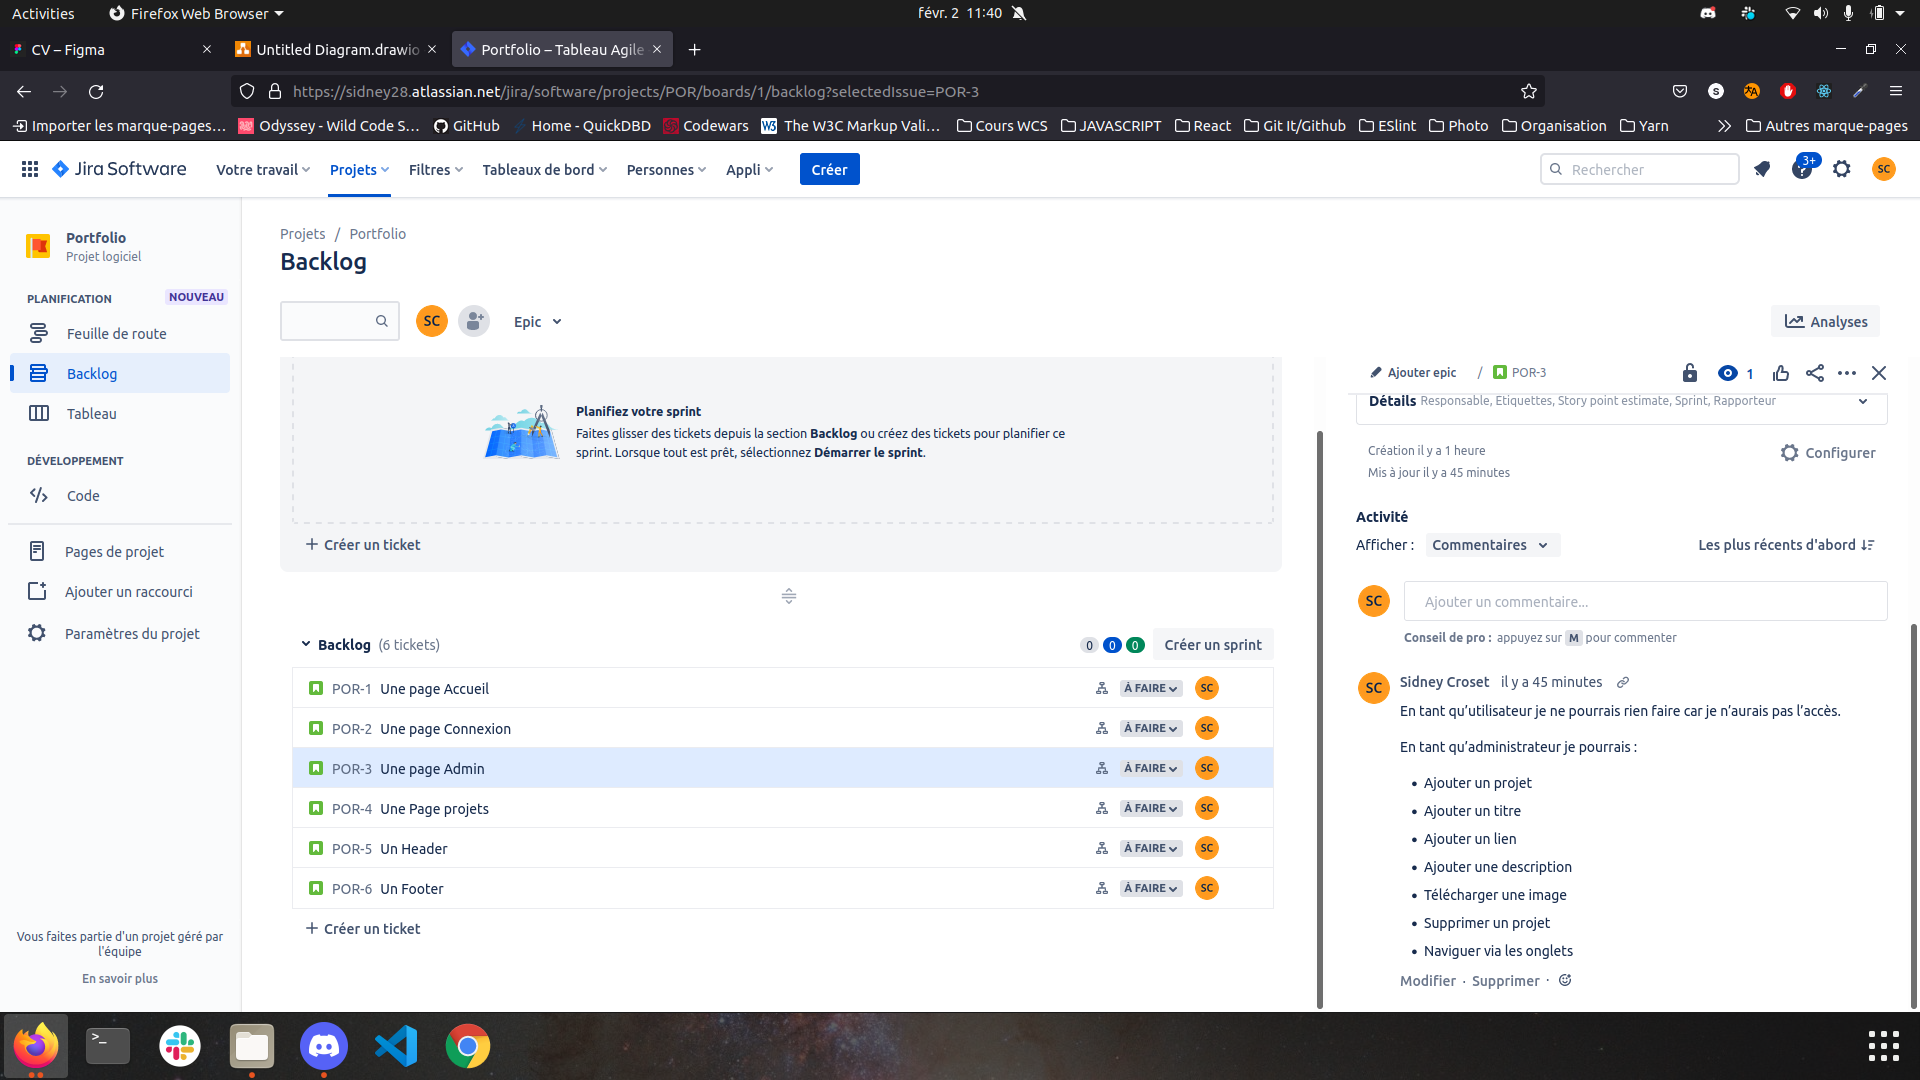 Activities
Firefox Web Browser
févr. 2 11:40
CV – Figma
Untitled Diagram.drawio
Portfolio – Tableau Agile
https://sidney28.atlassian.net/jira/software/projects/POR/boards/1/backlog?selectedIssue=POR-3
Importer les marque-pages…
Odyssey - Wild Code S…
GitHub
Home - QuickDBD
Codewars
The W3C Markup Vali…
Cours WCS
JAVASCRIPT
React
Git It/Github
ESlint
Photo
Organisation
Yarn
Autres marque-pages
Jira Software
Votre travail
Projets
Filtres
Tableaux de bord
Personnes
Appli
Créer
Rechercher
3+
SC
Portfolio
Projet logiciel
PLANIFICATION
NOUVEAU
Feuille de route
Backlog
Tableau
DÉVELOPPEMENT
Code
Pages de projet
Ajouter un raccourci
Paramètres du projet
Vous faites partie d'un projet géré par
l'équipe
En savoir plus
Projets / Portfolio
Backlog
SC
Epic
Analyses
Planifiez votre sprint
Faites glisser des tickets depuis la section Backlog ou créez des tickets pour planifier ce
sprint. Lorsque tout est prêt, sélectionnez Démarrer le sprint.
+ Créer un ticket
Backlog (6 tickets)
0 0 0
Créer un sprint
POR-1 Une page Accueil À FAIRE SC
POR-2 Une page Connexion À FAIRE SC
POR-3 Une page Admin À FAIRE SC
POR-4 Une Page projets À FAIRE SC
POR-5 Un Header À FAIRE SC
POR-6 Un Footer À FAIRE SC
+ Créer un ticket
Ajouter epic / POR-3
1
Détails Responsable, Étiquettes, Story point estimate, Sprint, Rapporteur
Création il y a 1 heure
Configurer
Mis à jour il y a 45 minutes
Activité
Afficher : Commentaires
Les plus récents d'abord
SC
Ajouter un commentaire…
Conseil de pro : appuyez sur M pour commenter
SC
Sidney Croset il y a 45 minutes
En tant qu’utilisateur je ne pourrais rien faire car je n’aurais pas l’accès.
En tant qu’administrateur je pourrais :
• Ajouter un projet
• Ajouter un titre
• Ajouter un lien
• Ajouter une description
• Télécharger une image
• Supprimer un projet
• Naviguer via les onglets
Modifier · Supprimer ·